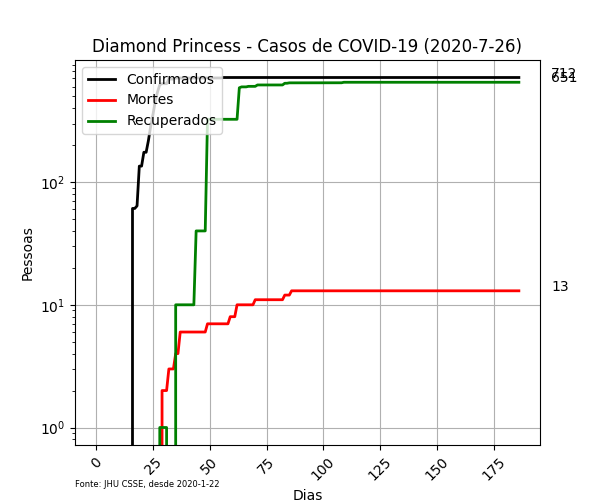 Diamond Princess - Casos de COVID-19 (2020-7-26)
Confirmados
Mortes
Recuperados
712
651
13
10²
10¹
10⁰
Pessoas
0
25
50
75
100
125
150
175
Fonte: JHU CSSE, desde 2020-1-22
Dias